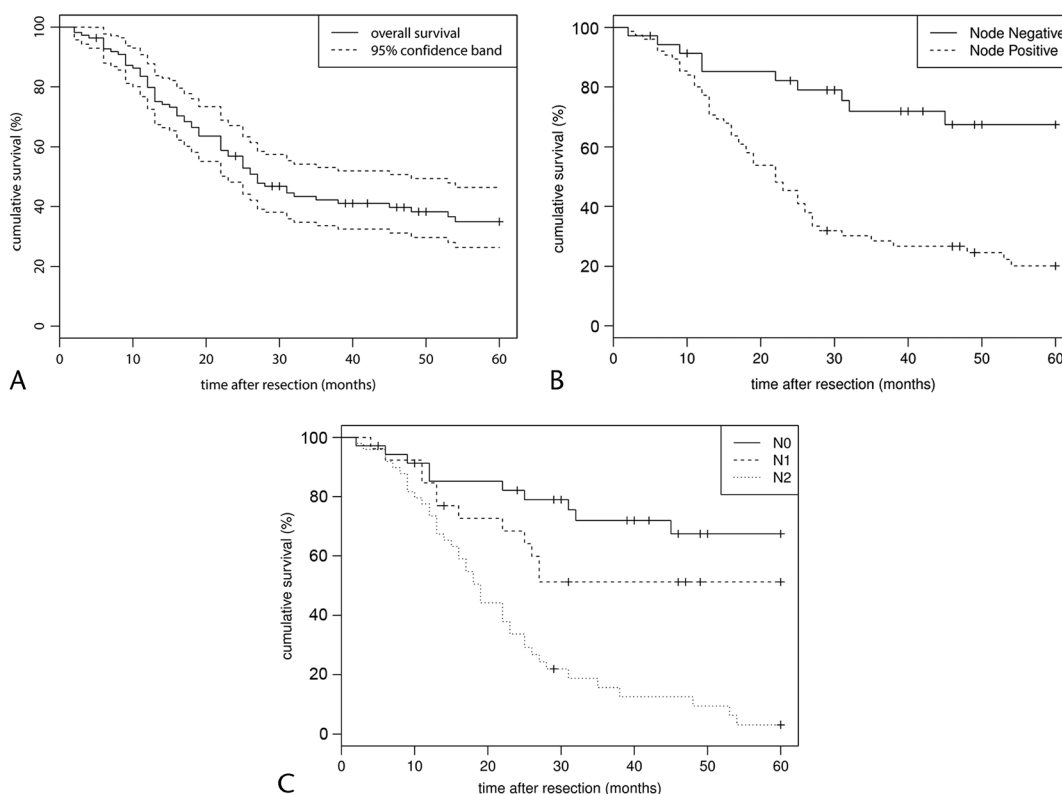 overall survival
95% confidence band
cumulative survival (%)
100
80
60
40
20
0
0 10 20 30 40 50 60
time after resection (months)
A
Node Negative
Node Positive
cumulative survival (%)
100
80
60
40
20
0
0 10 20 30 40 50 60
time after resection (months)
B
N0
N1
N2
cumulative survival (%)
100
80
60
40
20
0
0 10 20 30 40 50 60
time after resection (months)
C